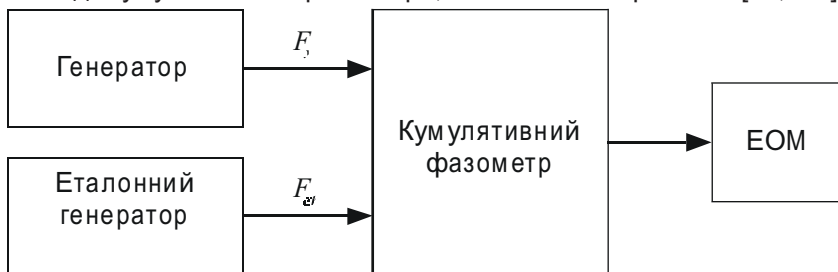 Генератор
F
Кумулятивний
фазометр
ЕОМ
Еталонний
генератор
F